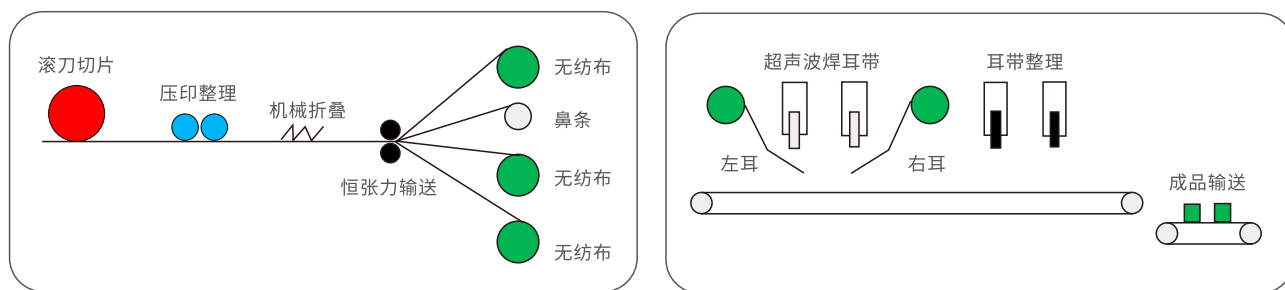 滚刀切片
压印整理
机械折叠
恒张力输送
无纺布
鼻条
无纺布
无纺布
超声波焊耳带
耳带整理
左耳
右耳
成品输送